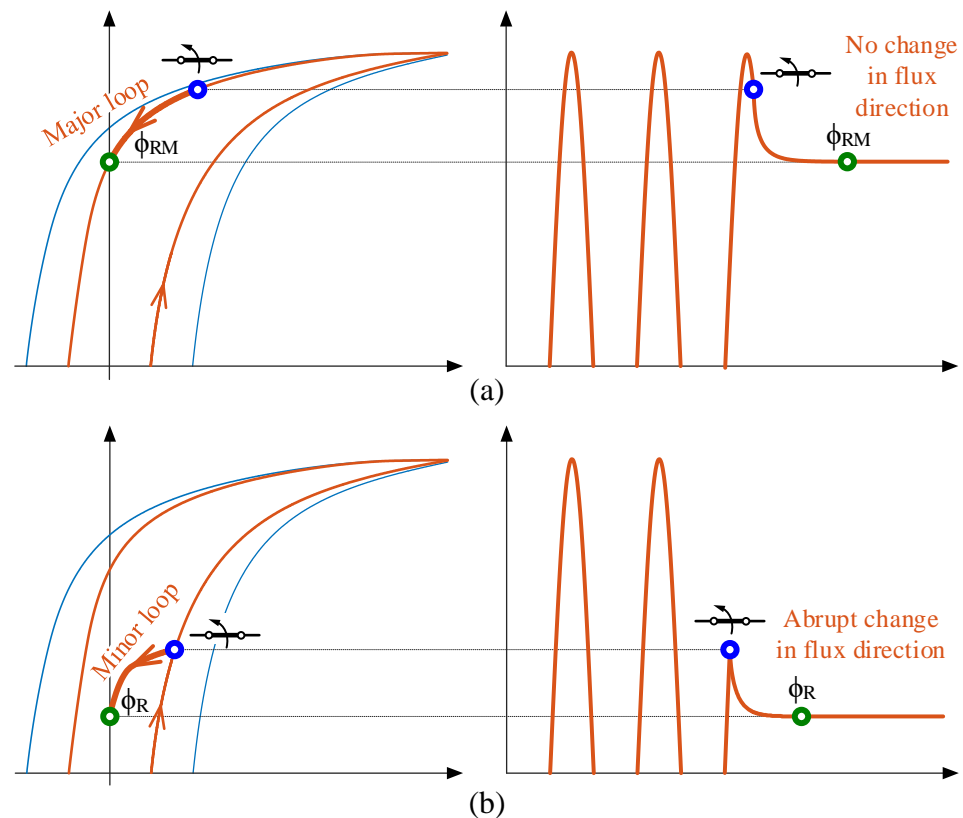 Major loop
ϕRM
No change
in flux
direction
ϕRM
(a)
Minor loop
ϕR
Abrupt change
in flux direction
ϕR
(b)